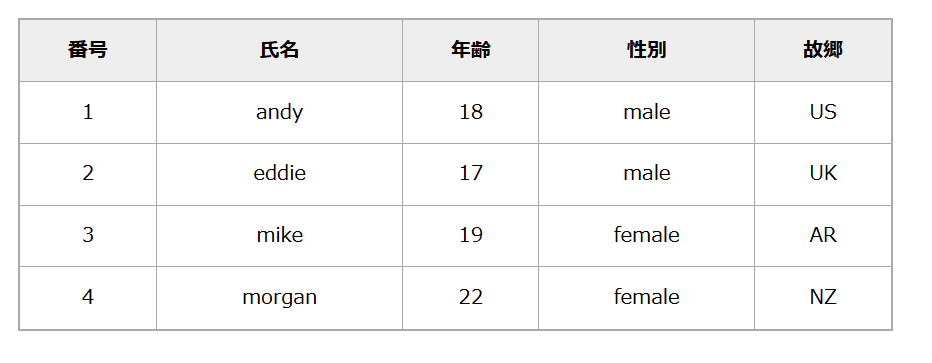 番号 氏名 年齢 性別 故郷
1 andy 18 male US
2 eddie 17 male UK
3 mike 19 female AR
4 morgan 22 female NZ